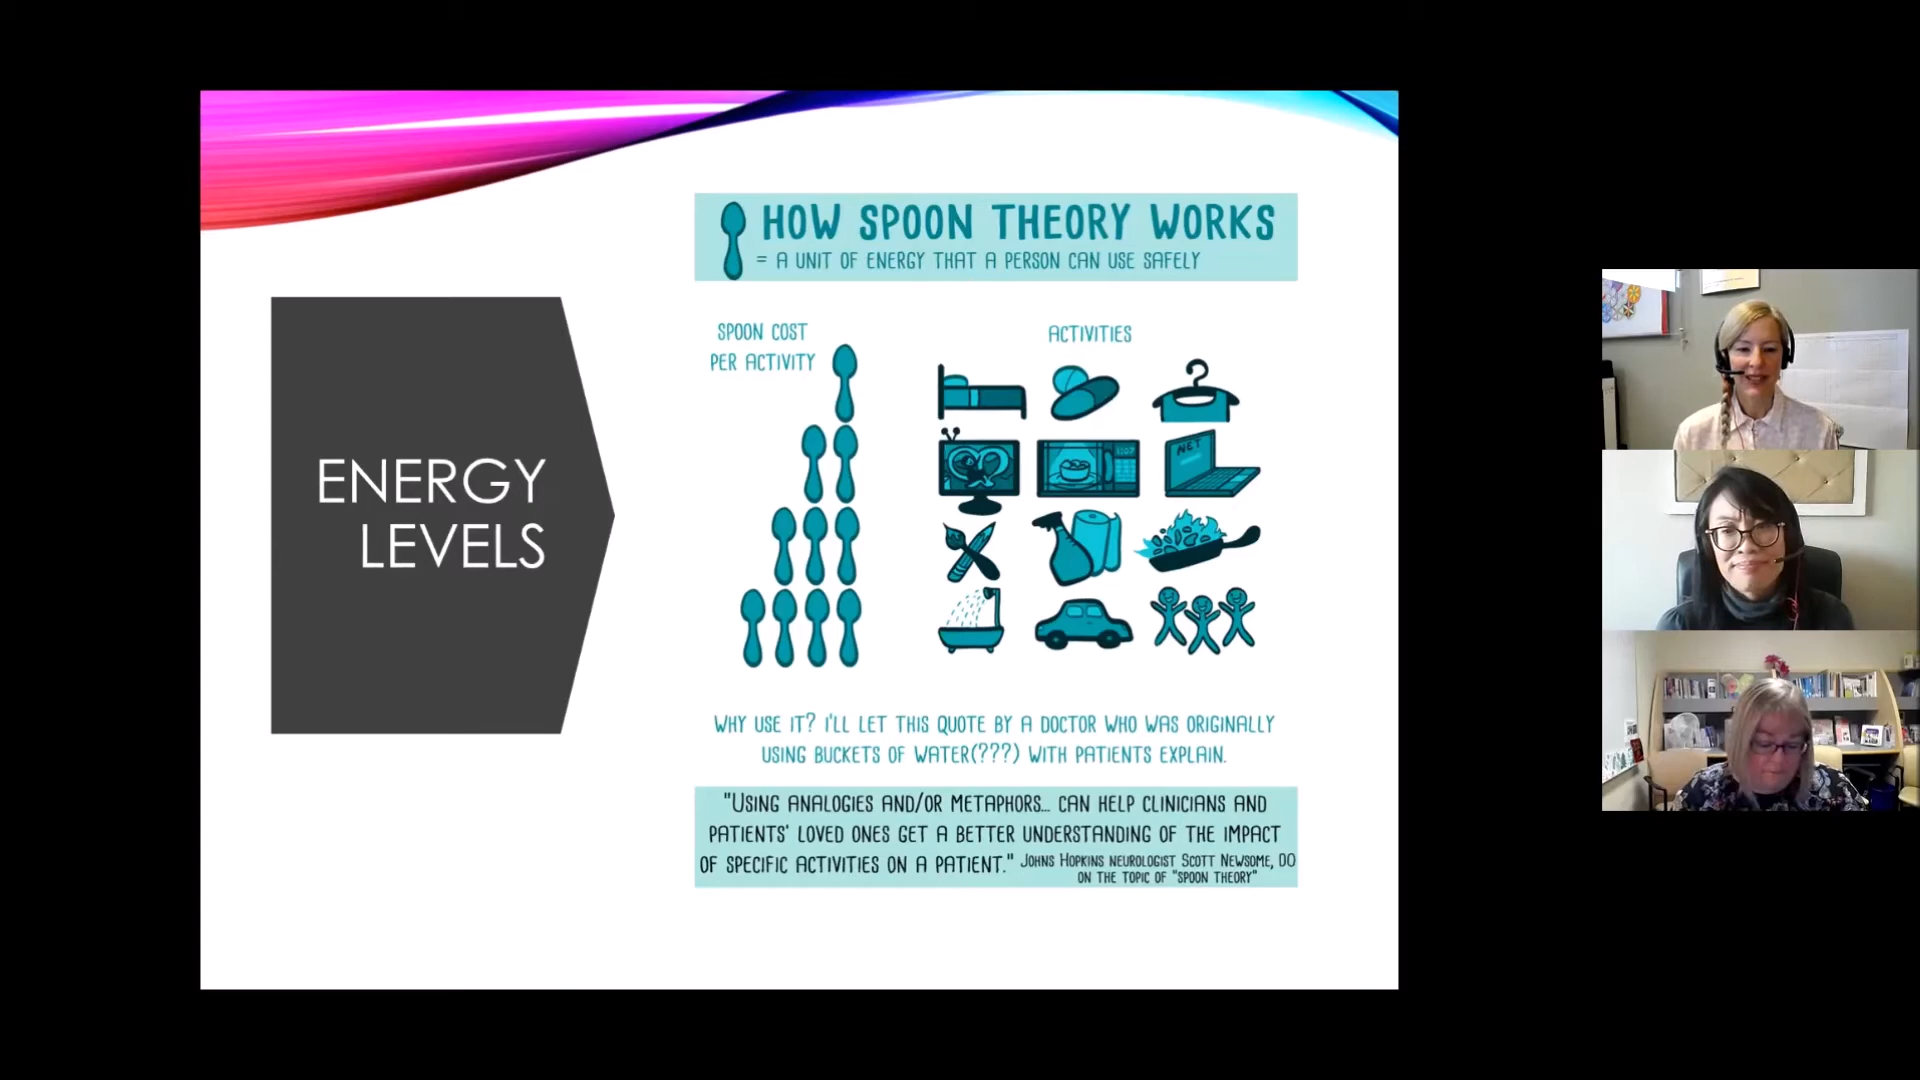 ENERGY
LEVELS
HOW SPOON THEORY WORKS
= A UNIT OF ENERGY THAT A PERSON CAN USE SAFELY
SPOON COST
PER ACTIVITY
ACTIVITIES
NET
WHY USE IT? I'LL LET THIS QUOTE BY A DOCTOR WHO WAS ORIGINALLY
USING BUCKETS OF WATER(???) WITH PATIENTS EXPLAIN.
"USING ANALOGIES AND/OR METAPHORS... CAN HELP CLINICIANS AND
PATIENTS' LOVED ONES GET A BETTER UNDERSTANDING OF THE IMPACT
OF SPECIFIC ACTIVITIES ON A PATIENT." JOHNS HOPKINS NEUROLOGIST SCOTT NEWSOME, DO
ON THE TOPIC OF "SPOON THEORY"